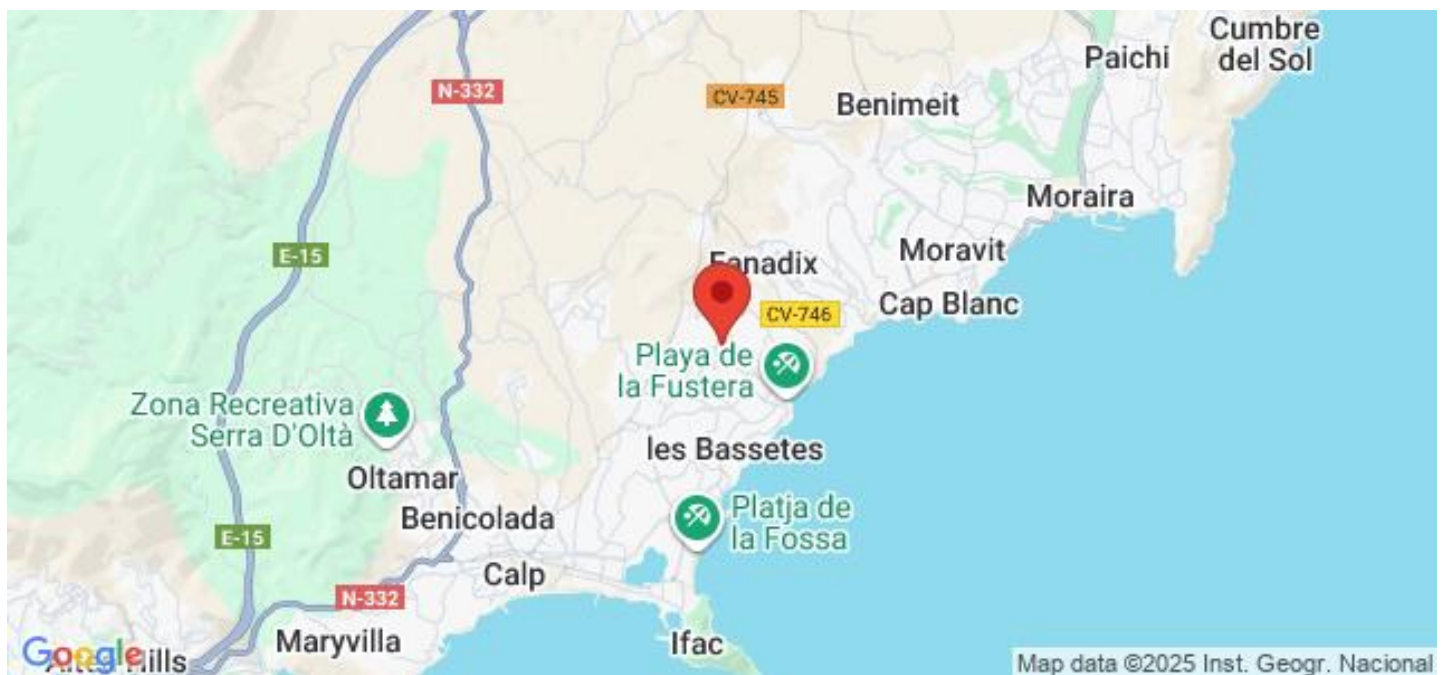 Cumbre
del Sol
Paichi
N-332
CV-745
Benimeit
Moraira
E-15
Fanadix
Moravit
Cap Blanc
CV-746
Playa de
la Fustera
Zona Recreativa
Serra D'Oltà
les Bassetes
Oltamar
Benicolada
Platja de
la Fossa
E-15
Calp
N-332
Maryvilla
Ifac
Google
Hills
Map data ©2025 Inst. Geogr. Nacional